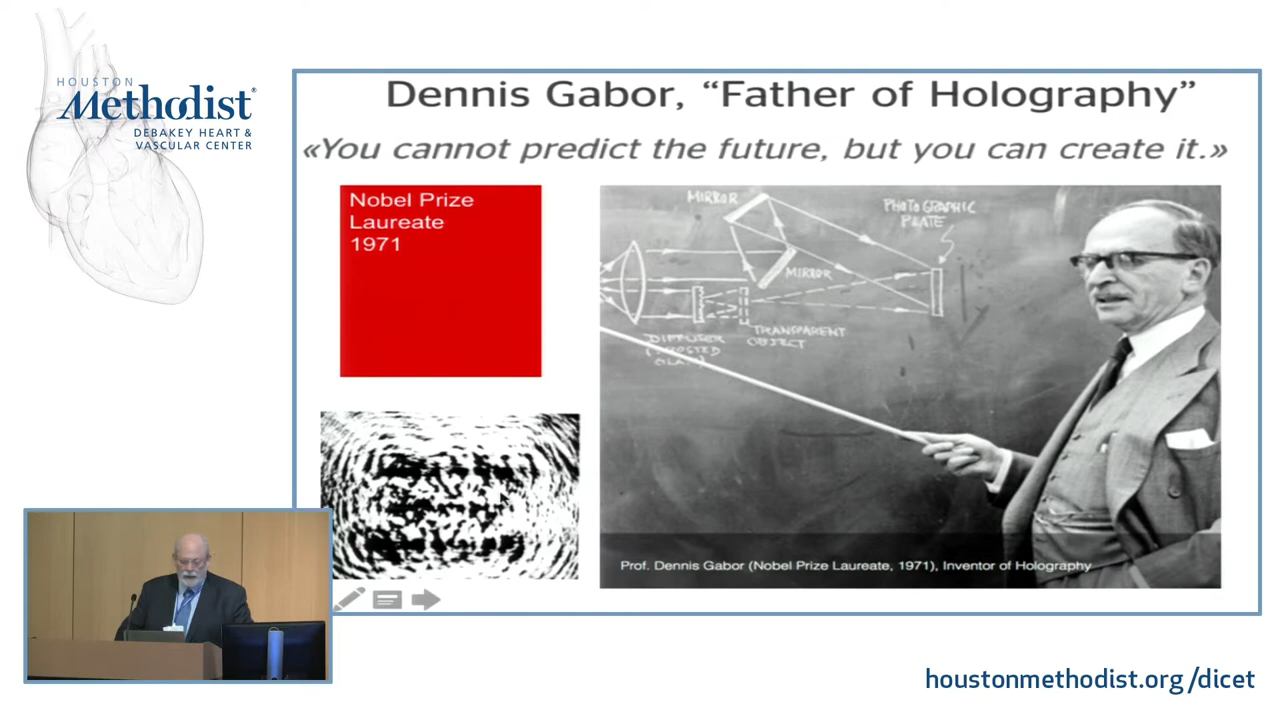 HOUSTON
Methodist®
DEBAKEY HEART &
VASCULAR CENTER
Dennis Gabor, “Father of Holography”
«You cannot predict the future, but you can create it.»
Nobel Prize
Laureate
1971
MIRROR
PHOTOGRAPHIC
PLATE
MIRROR
TRANSPARENT
OBJECT
DIFFUSER
Prof. Dennis Gabor (Nobel Prize Laureate, 1971), Inventor of Holography
houstonmethodist.org/dicet